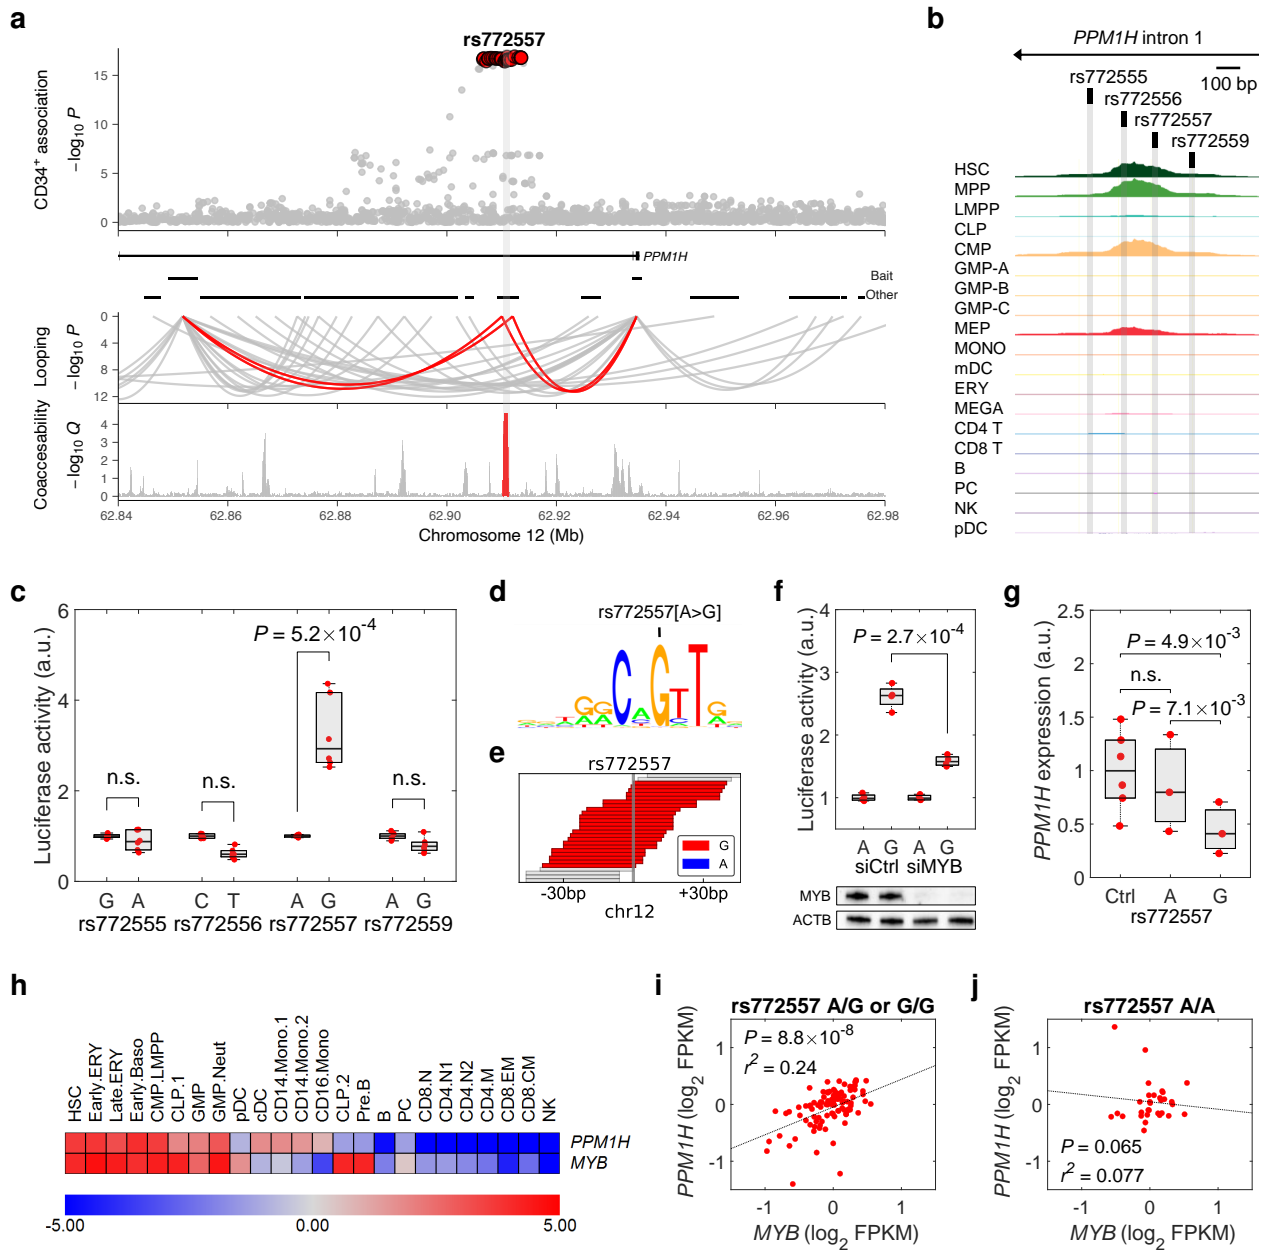 a
rs772557
CD34+ association
−log10 P
15
10
5
0
PPM1H
Bait
Other
Looping
−log10 P
0
4
8
12
Coaccesability
−log10 Q
4
3
2
1
0
62.84 62.86 62.88 62.90 62.92 62.94 62.96 62.98
Chromosome 12 (Mb)
b
PPM1H intron 1
100 bp
rs772555
rs772556
rs772557
rs772559
HSC
MPP
LMPP
CLP
CMP
GMP-A
GMP-B
GMP-C
MEP
MONO
mDC
ERY
MEGA
CD4 T
CD8 T
B
PC
NK
pDC
c
Luciferase activity (a.u.)
6
4
2
0
P = 5.2×10-4
n.s. n.s. n.s.
G A C T A G A G
rs772555 rs772556 rs772557 rs772559
d
rs772557[A>G]
e
rs772557
G
A
-30bp +30bp
chr12
f
Luciferase activity (a.u.)
4
3
2
1
P = 2.7×10-4
A G A G
siCtrl siMYB
MYB
ACTB
g
PPM1H expression (a.u.)
2.5
2
1.5
1
0.5
0
P = 4.9×10-3
n.s.
P = 7.1×10-3
Ctrl A G
rs772557
h
HSC
Early.ERY
Late.ERY
Early.Baso
CMP.LMPP
CLP.1
GMP
GMP.Neut
pDC
cDC
CD14.Mono.1
CD14.Mono.2
CD16.Mono
CLP.2
Pre.B
B
PC
CD8.N
CD4.N1
CD4.N2
CD4.M
CD8.EM
CD8.CM
NK
PPM1H
MYB
-5.00 0.00 5.00
i
rs772557 A/G or G/G
P = 8.8×10-8
r2 = 0.24
PPM1H (log2 FPKM)
1
0
-1
-1 0 1
MYB (log2 FPKM)
j
rs772557 A/A
P = 0.065
r2 = 0.077
PPM1H (log2 FPKM)
1
0
-1
-1 0 1
MYB (log2 FPKM)